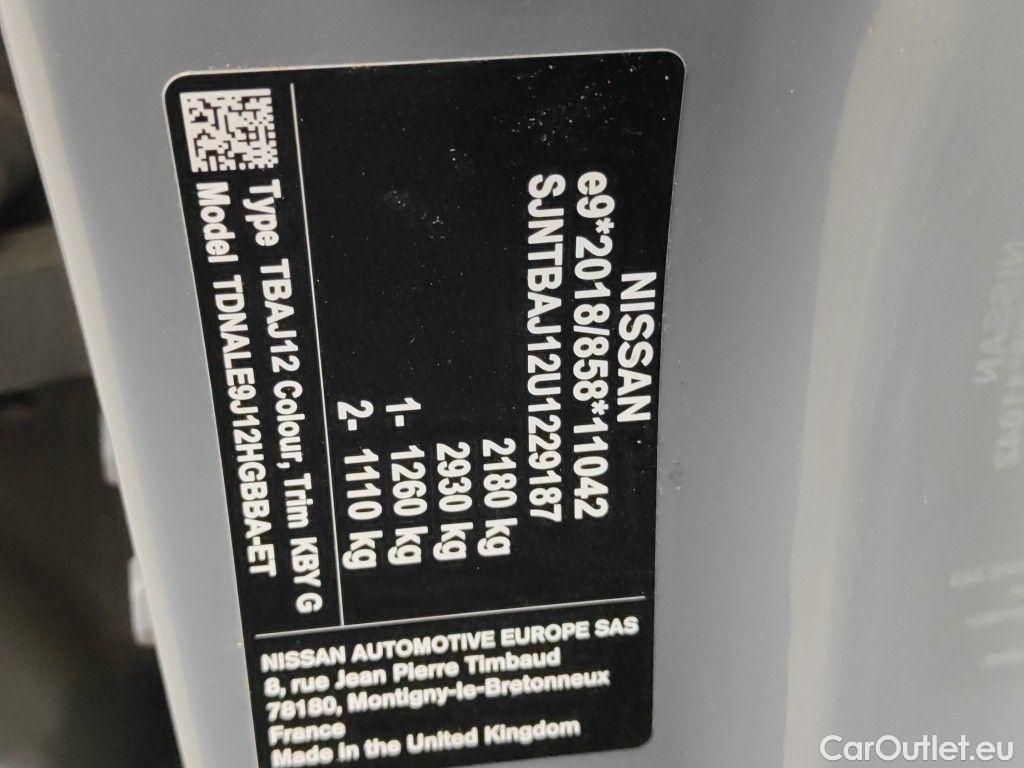 NISSAN
e9*2018/858*11042
SJNTBAJ12U1229187
2180 kg
2930 kg
1- 1260 kg
2- 1110 kg
Type TBAJ12 Colour, Trim KBY G
Model TDNALE9J12HGBBA-ET
NISSAN AUTOMOTIVE EUROPE SAS
8, rue Jean Pierre Timbaud
78180, Montigny-le-Bretonneux
France
Made in the United Kingdom
CarOutlet.eu